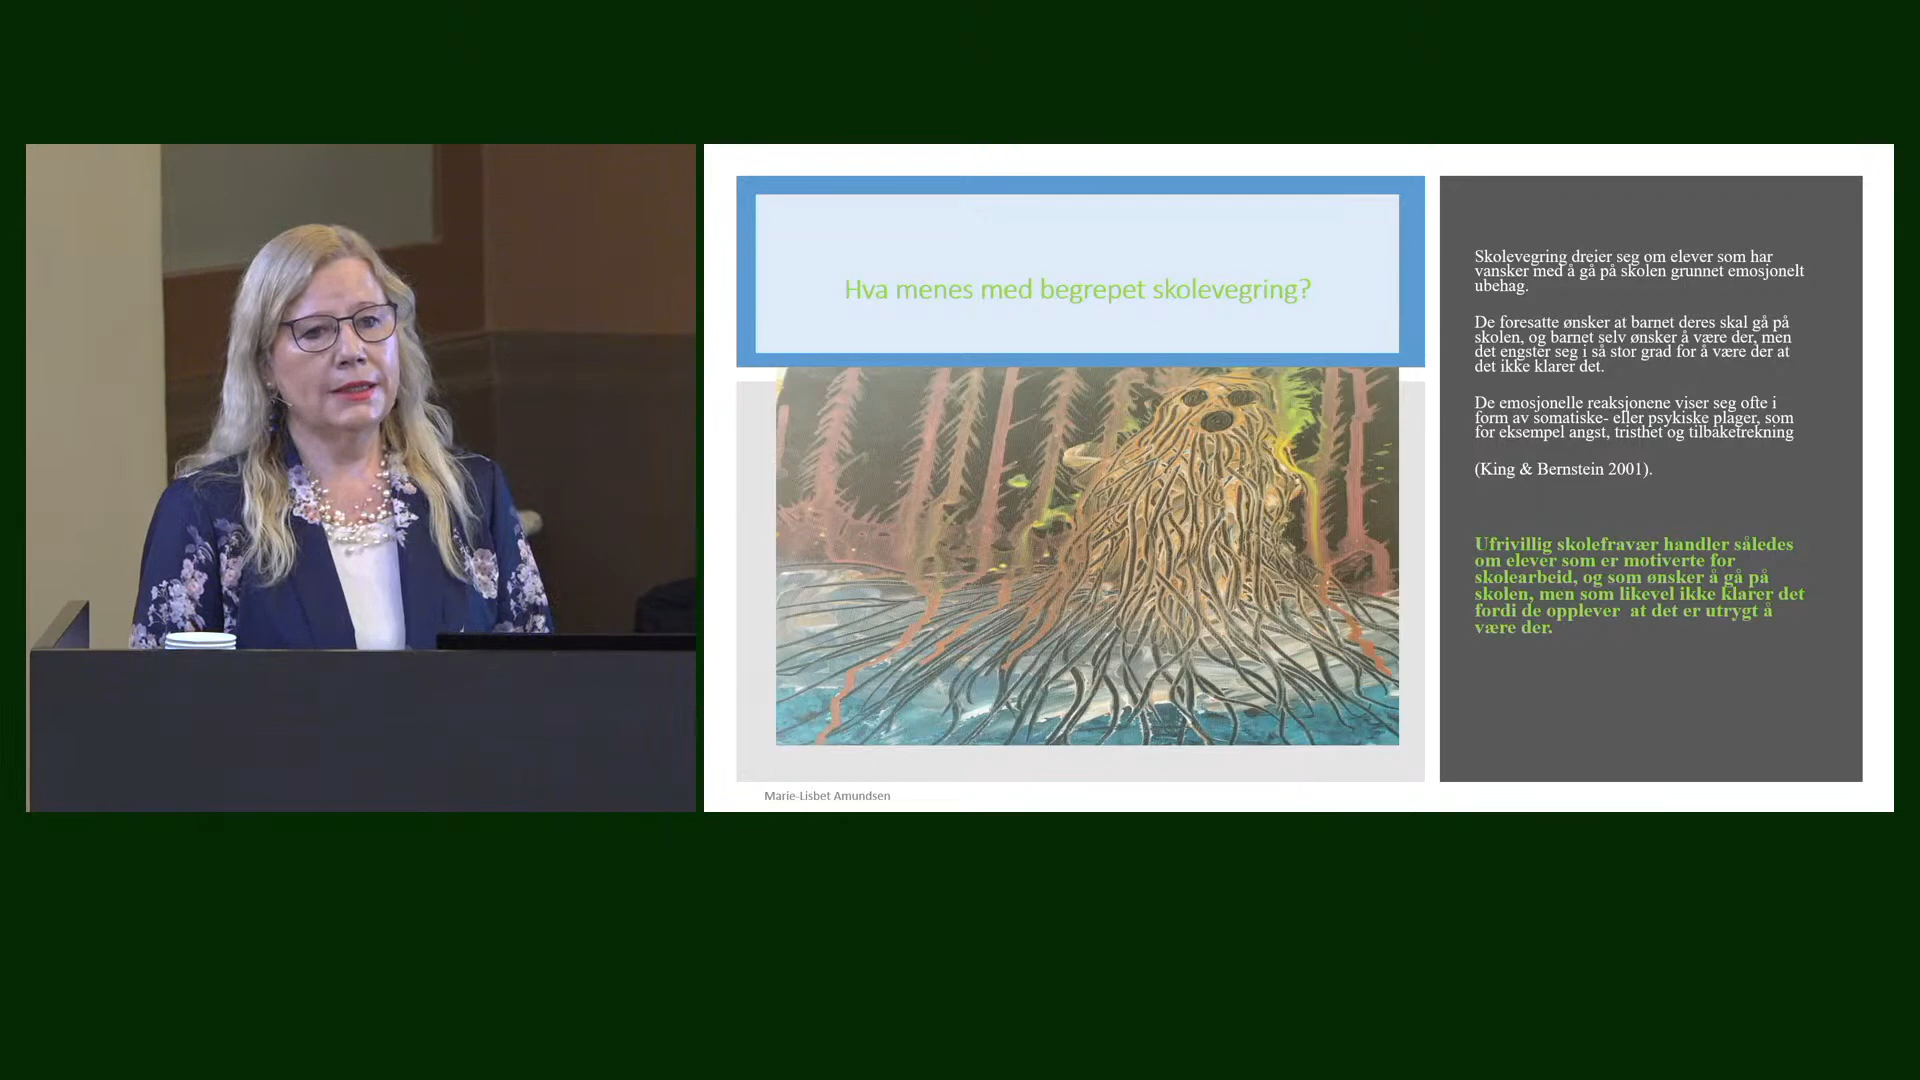 Hva menes med begrepet skolevegring?
Skolevegring dreier seg om elever som har
vansker med å gå på skolen grunnet emosjonelt
ubehag.
De foresatte ønsker at barnet deres skal gå på
skolen, og barnet selv ønsker å være der, men
det engster seg i så stor grad for å være der at
det ikke klarer det.
De emosjonelle reaksjonene viser seg ofte i
form av somatiske- eller psykiske plager, som
for eksempel angst, tristhet og tilbaketrekning
(King & Bernstein 2001).
Ufrivillig skolefravær handler således
om elever som er motiverte for
skolearbeid, og som ønsker å gå på
skolen, men som likevel ikke klarer det
fordi de opplever  at det er utrygt å
være der.
Marie-Lisbet Amundsen